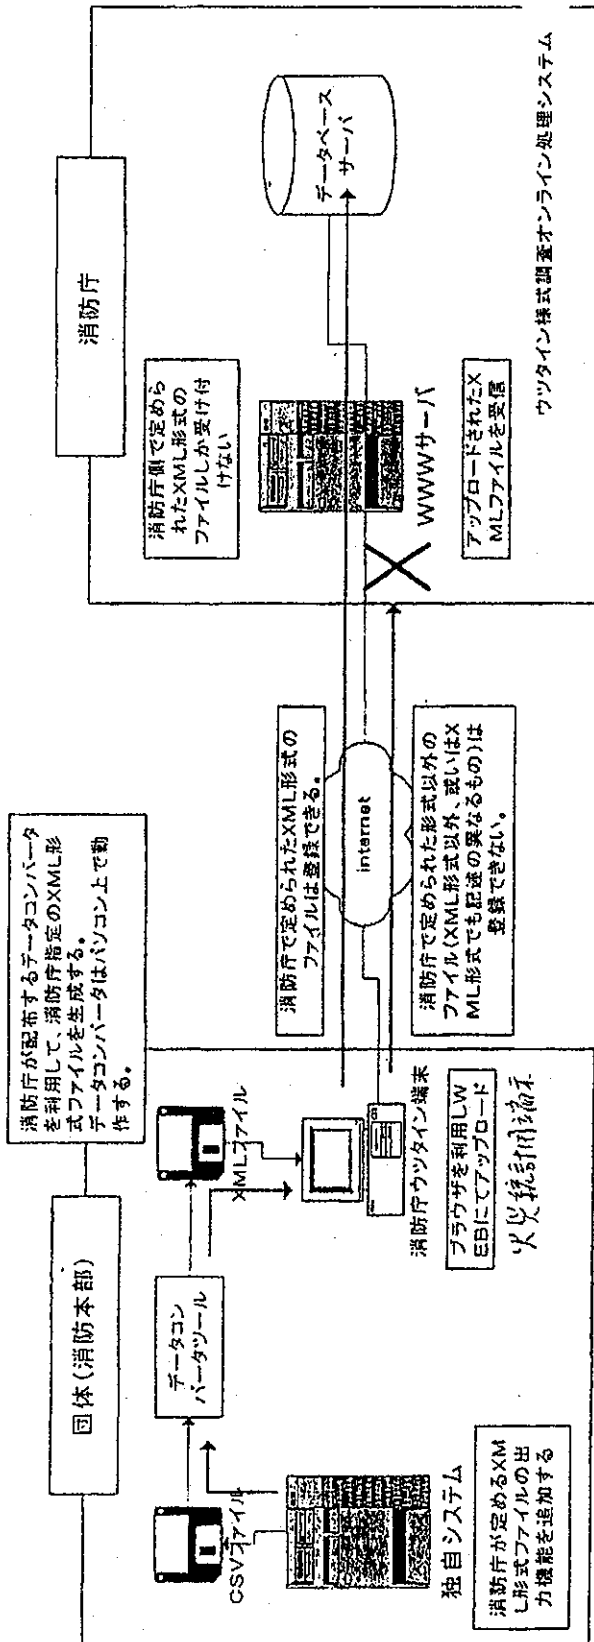 団体(消防本部)
消防庁が配布するデータコンバータ
を利用して、消防庁指定のXML形
式ファイルを生成する。
データコンバータはパソコン上で動
作する。
CSVファイル
データコン
バータツール
XMLファイル
独自システム
消防庁が定めるXM
L形式ファイルの出
力機能を追加する
消防庁ウツタイン端末
ブラウザを利用しW
EBにてアップロード
火災統計用端末
消防庁で定められたXML形式の
ファイルは登録できる。
internet
消防庁で定められた形式以外の
ファイル(XML形式以外、或いはX
ML形式でも記述の異なるもの)は
登録できない。
消防庁
消防庁側で定めら
れたXML形式の
ファイルしか受け付
けない
データベース
サーバ
WWWサーバ
アップロードされたX
MLファイルを受信
ウツタイン様式調査オンライン処理システム